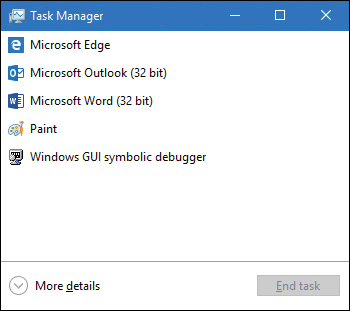 Task Manager
Microsoft Edge
Microsoft Outlook (32 bit)
Microsoft Word (32 bit)
Paint
Windows GUI symbolic debugger
More details
End task